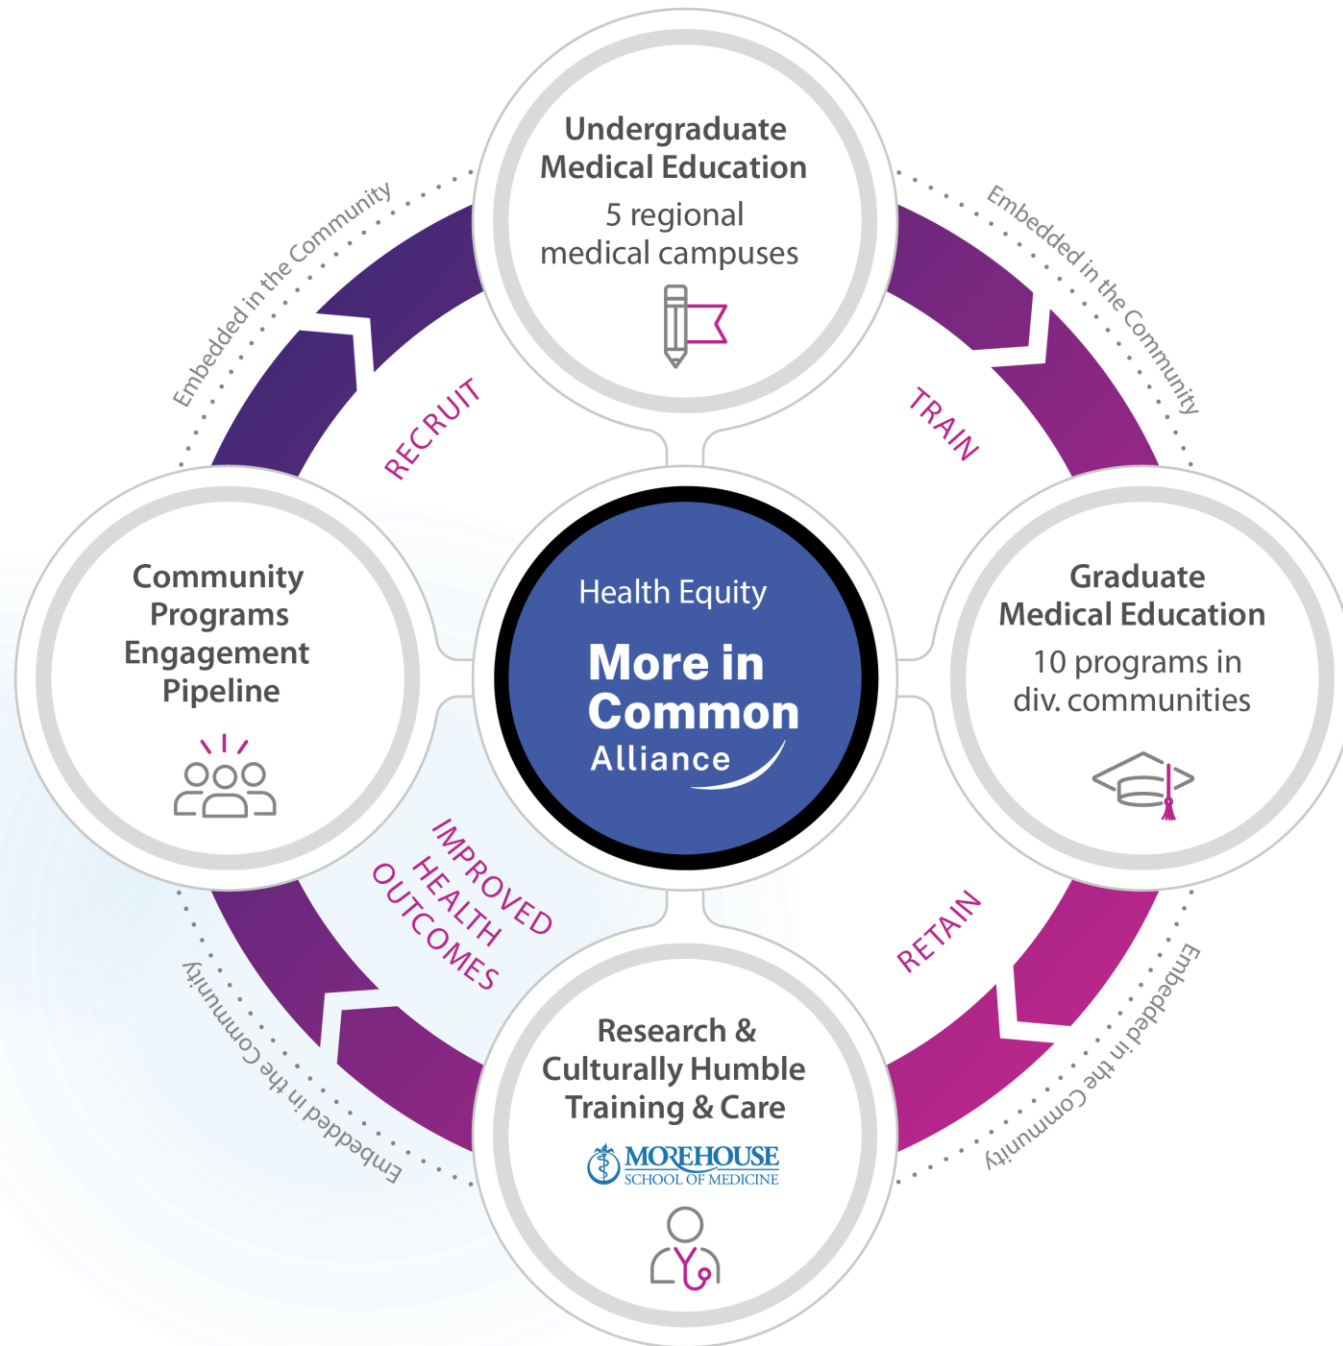 Undergraduate
Medical Education
5 regional
medical campuses
Embedded in the Community
Embedded in the Community
RECRUIT
TRAIN
Community
Programs
Engagement
Pipeline
Health Equity
More in
Common
Alliance
Graduate
Medical Education
10 programs in
div. communities
IMPROVED
HEALTH
OUTCOMES
RETAIN
Embedded in the Community
Embedded in the Community
Research &
Culturally Humble
Training & Care
MOREHOUSE
SCHOOL OF MEDICINE